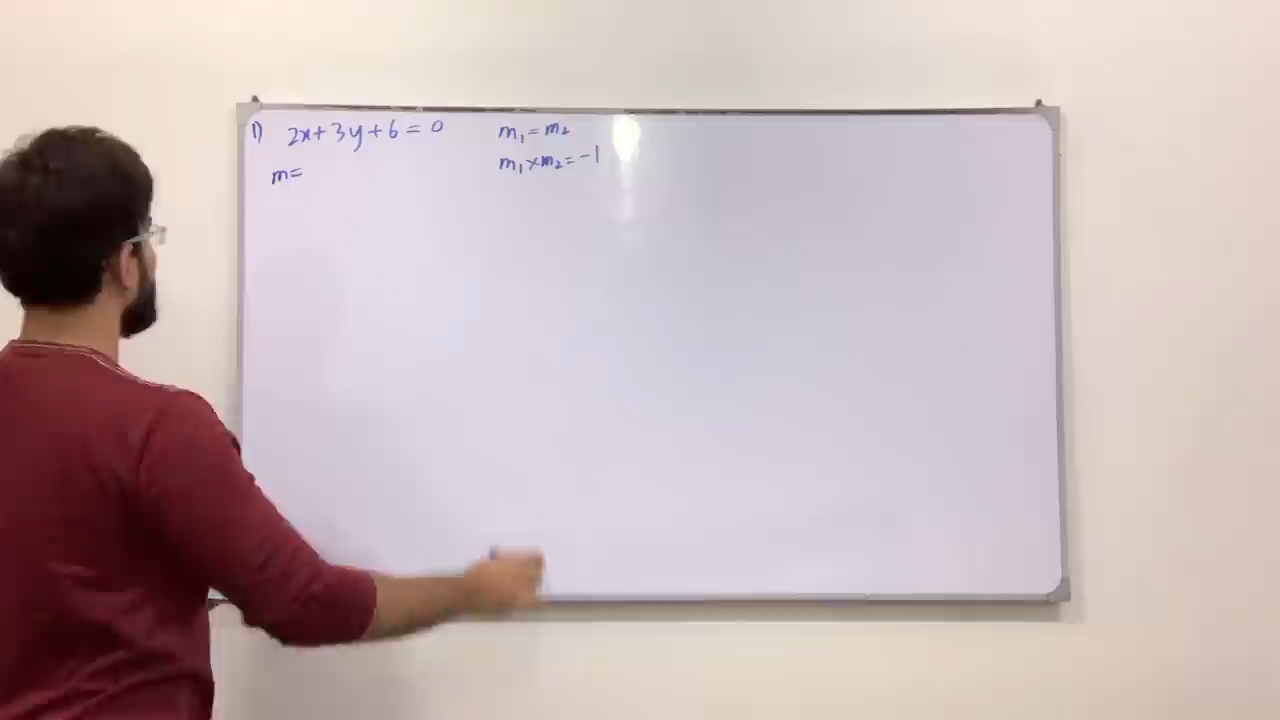 1) 2x+3y+6=0
m=
m₁=m₂
m₁×m₂=-1